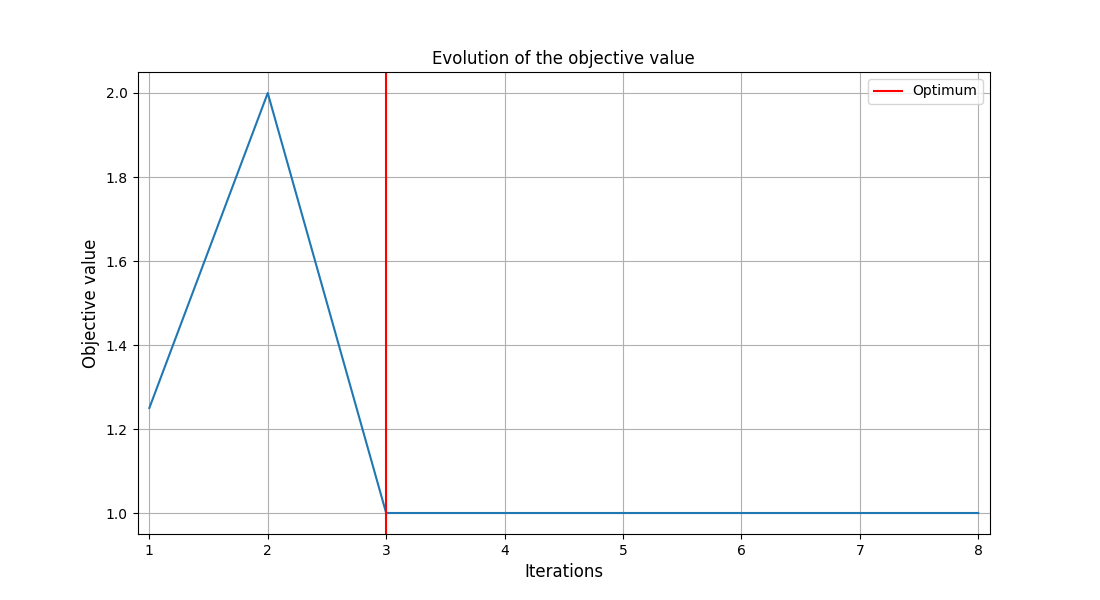 Evolution of the objective value
Optimum
Objective value
2.0
1.8
1.6
1.4
1.2
1.0
1 2 3 4 5 6 7 8
Iterations